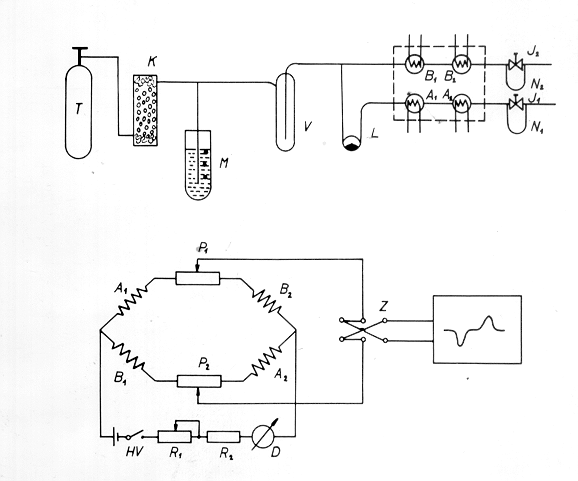 T
K
M
V
L
B₁ B₂
A₁ A₂
J₂
N₂
J₁
N₁
P₁
A₁
B₂
B₁
P₂
A₂
Z
HV
R₁
R₂
D